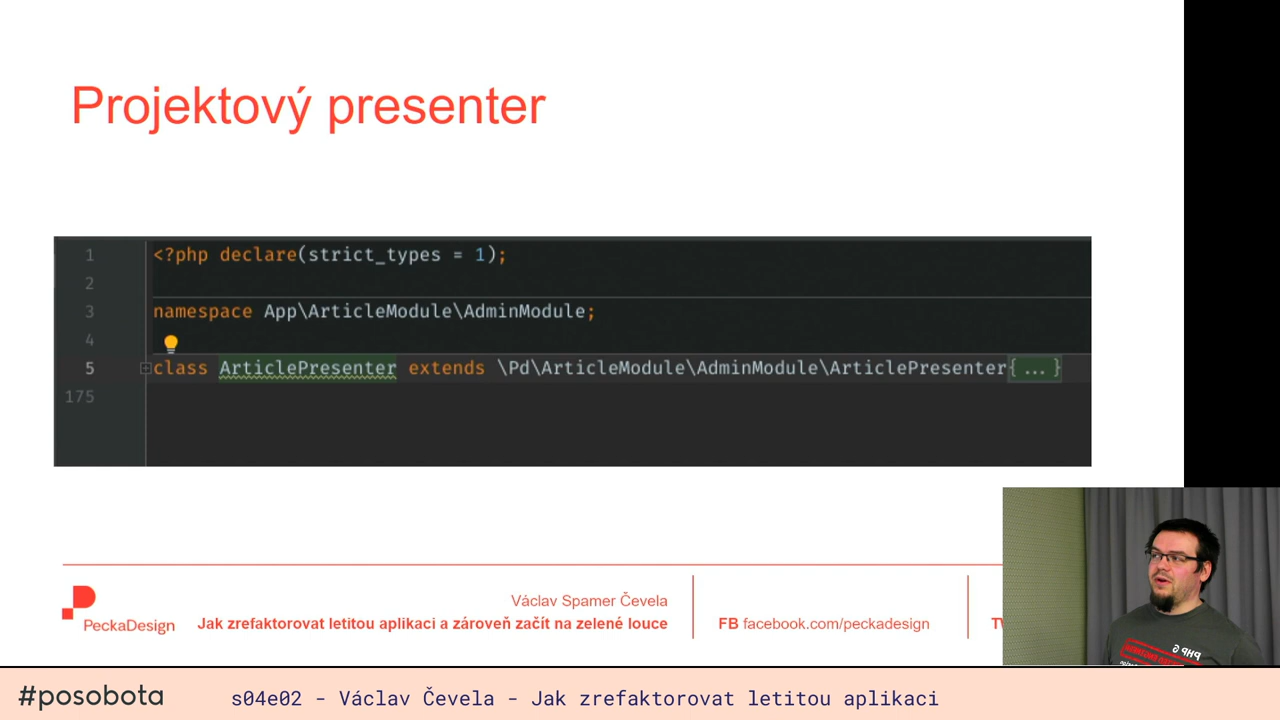 Projektový presenter
1 <?php declare(strict_types = 1);
2
3 namespace App\ArticleModule\AdminModule;
4
5 class ArticlePresenter extends \Pd\ArticleModule\AdminModule\ArticlePresenter{...}
175
PeckaDesign
Václav Spamer Čevela
Jak zrefaktorovat letitou aplikaci a zároveň začít na zelené louce
FB facebook.com/peckadesign
PHP 6
#posobota
s04e02 - Václav Čevela - Jak zrefaktorovat letitou aplikaci